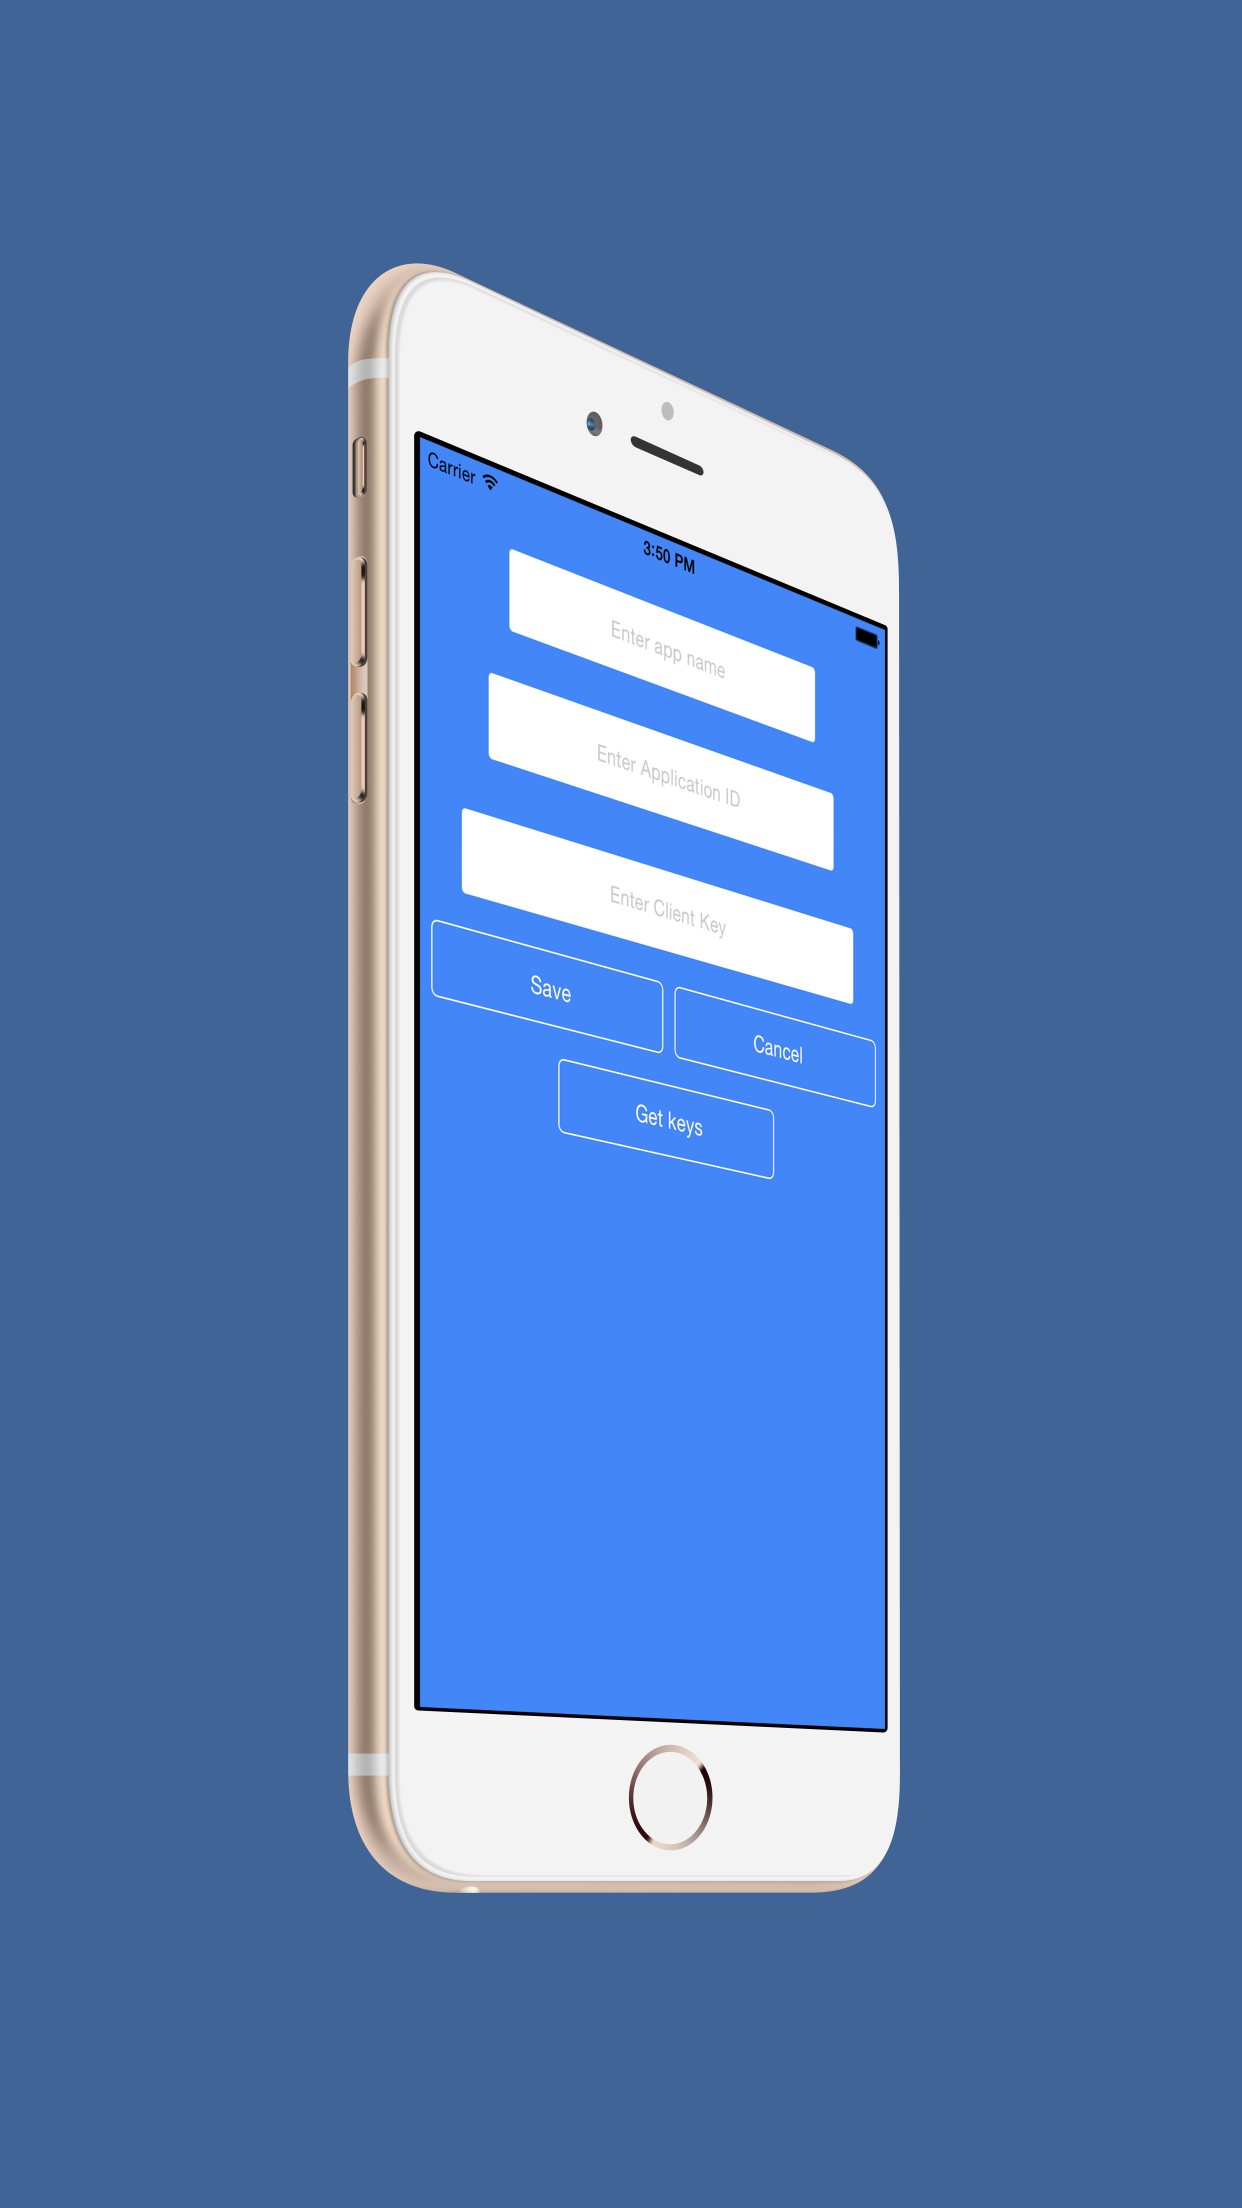 Carrier
3:50 PM
Enter app name
Enter Application ID
Enter Client Key
Save
Cancel
Get keys